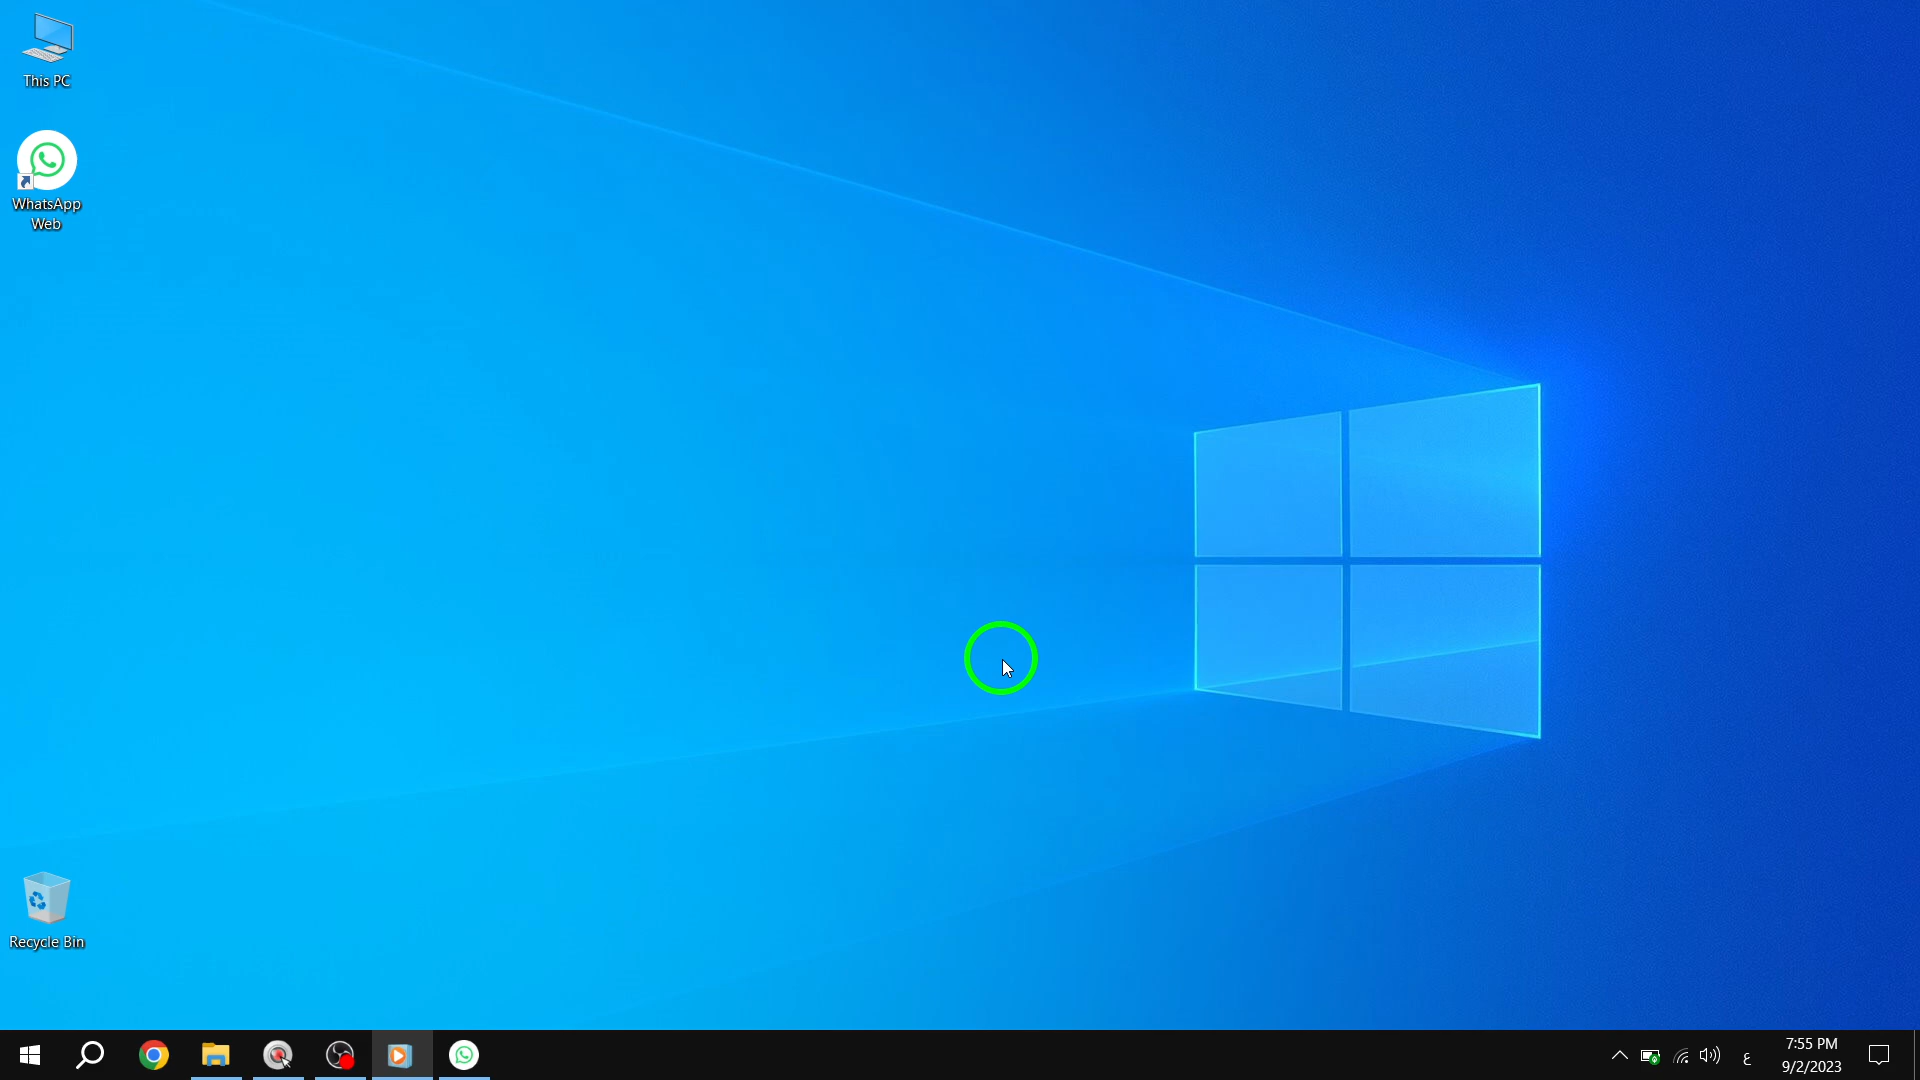 This PC
WhatsApp
Web
Recycle Bin
ع
7:55 PM
9/2/2023